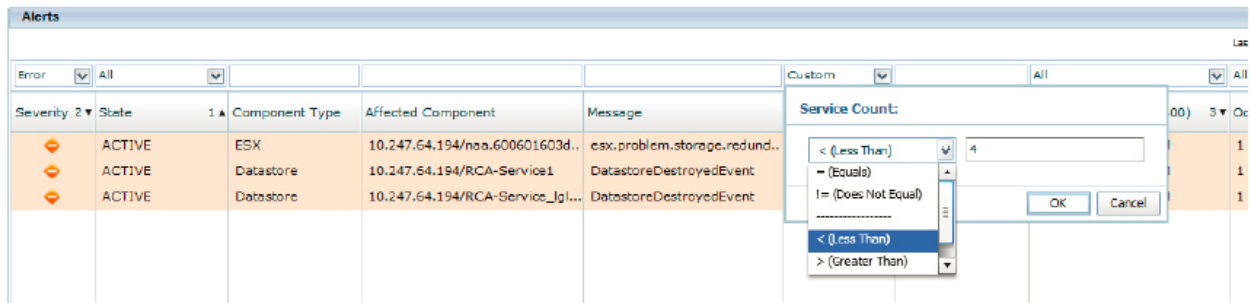 Alerts
Las
Error All Custom All All
Severity 2 State 1 Component Type Affected Component Message Service Count: 00) 3 Oc
ACTIVE ESX 10.247.64.194/naa.600601603d.. esx.problem.storage.redund.. < (Less Than) 4 1
ACTIVE Datastore 10.247.64.194/RCA-Service1 DatastoreDestroyedEvent = (Equals) 1
ACTIVE Datastore 10.247.64.194/RCA-Service_lgl... DatastoreDestroyedEvent != (Does Not Equal) 1
-----------------
OK Cancel
< (Less Than)
> (Greater Than)